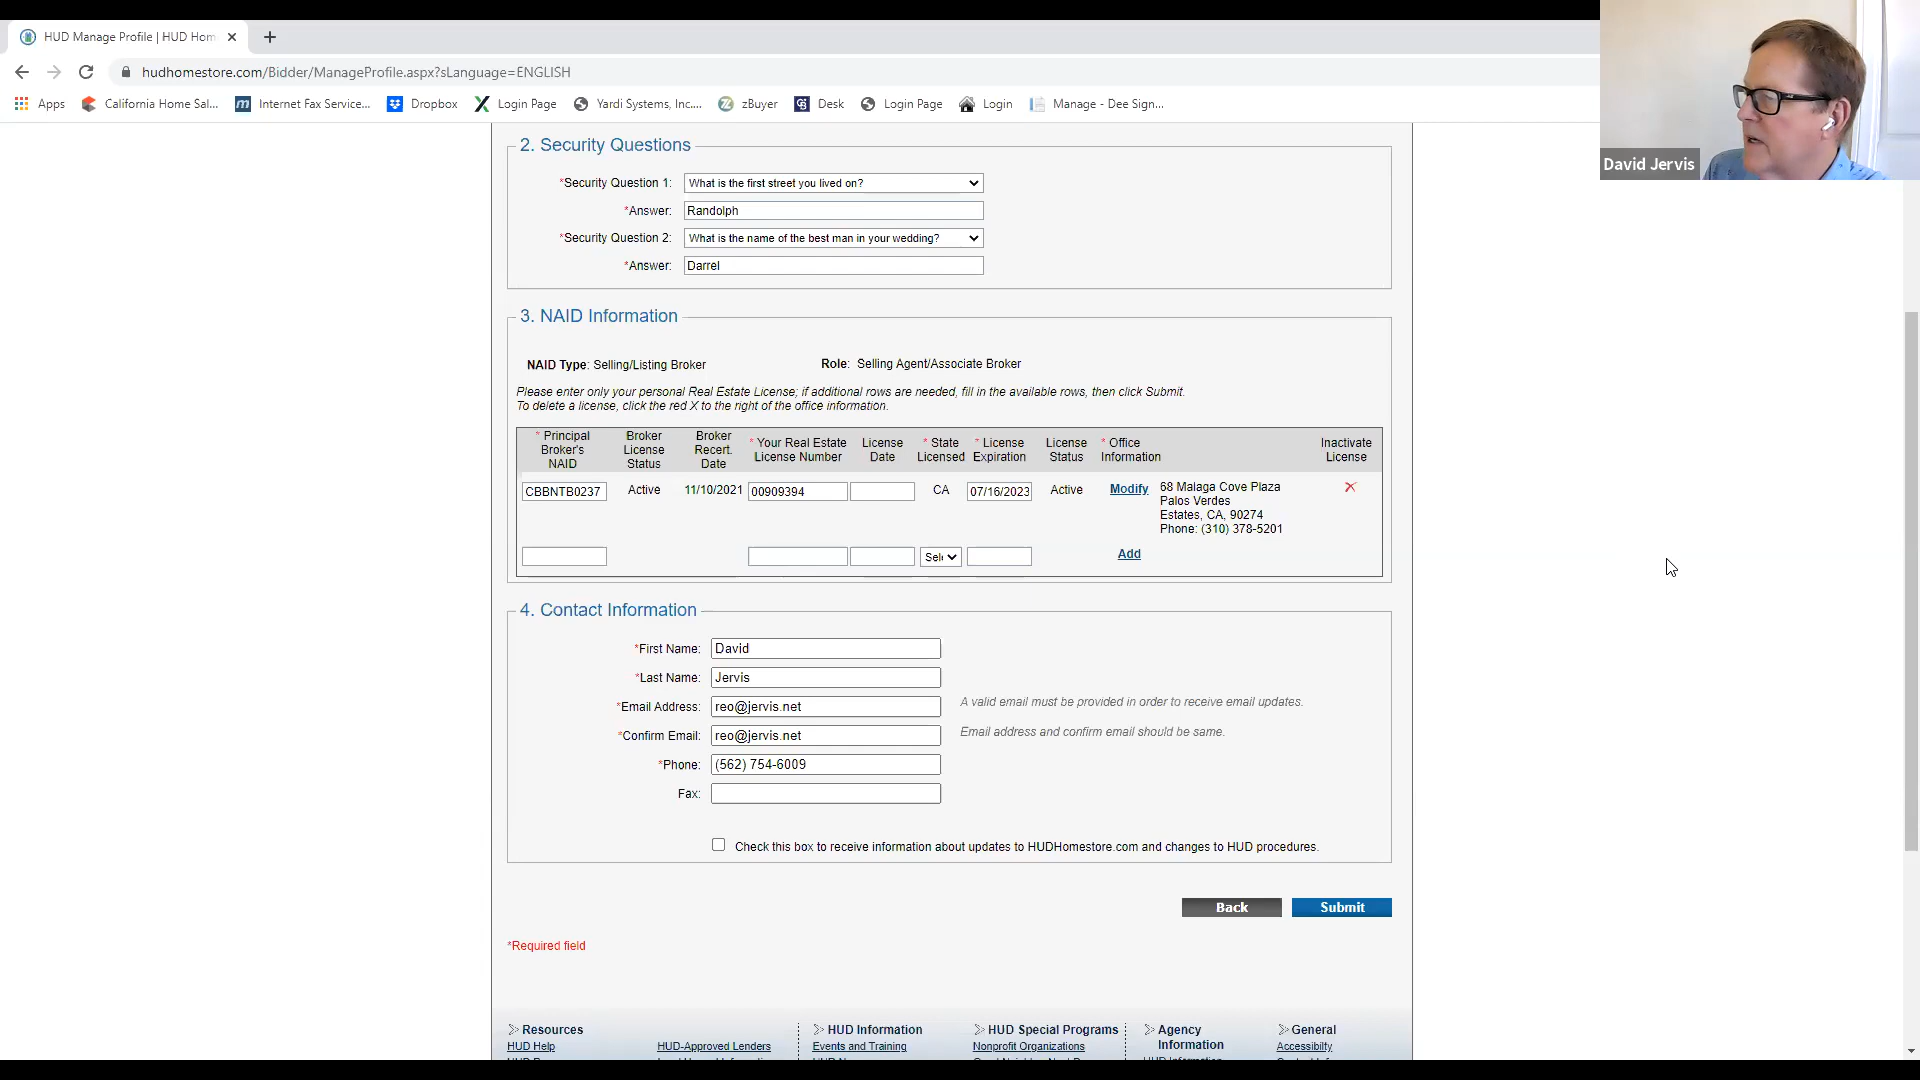 HUD Manage Profile | HUD Hom
hudhomestore.com/Bidder/ManageProfile.aspx?sLanguage=ENGLISH
Apps California Home Sal... Internet Fax Service... Dropbox Login Page Yardi Systems, Inc.... zBuyer Desk Login Page Login Manage - Dee Sign...
David Jervis
2. Security Questions
*Security Question 1: What is the first street you lived on?
*Answer: Randolph
*Security Question 2: What is the name of the best man in your wedding?
*Answer: Darrel
3. NAID Information
NAID Type: Selling/Listing Broker Role: Selling Agent/Associate Broker
Please enter only your personal Real Estate License; if additional rows are needed, fill in the available rows, then click Submit.
To delete a license, click the red X to the right of the office information.
* Principal Broker's NAID Broker License Status Broker Recert. Date * Your Real Estate License Number License Date * State Licensed * License Expiration License Status * Office Information Inactivate License
CBBNTB0237 Active 11/10/2021 00909394 CA 07/16/2023 Active Modify 68 Malaga Cove Plaza
Palos Verdes
Estates, CA, 90274
Phone: (310) 378-5201
Sele Add
4. Contact Information
*First Name: David
*Last Name: Jervis
*Email Address: reo@jervis.net A valid email must be provided in order to receive email updates.
*Confirm Email: reo@jervis.net Email address and confirm email should be same.
*Phone: (562) 754-6009
Fax:
Check this box to receive information about updates to HUDHomestore.com and changes to HUD procedures.
Back Submit
*Required field
Resources HUD Information HUD Special Programs Agency Information General
HUD Help HUD-Approved Lenders Events and Training Nonprofit Organizations Accessibilty